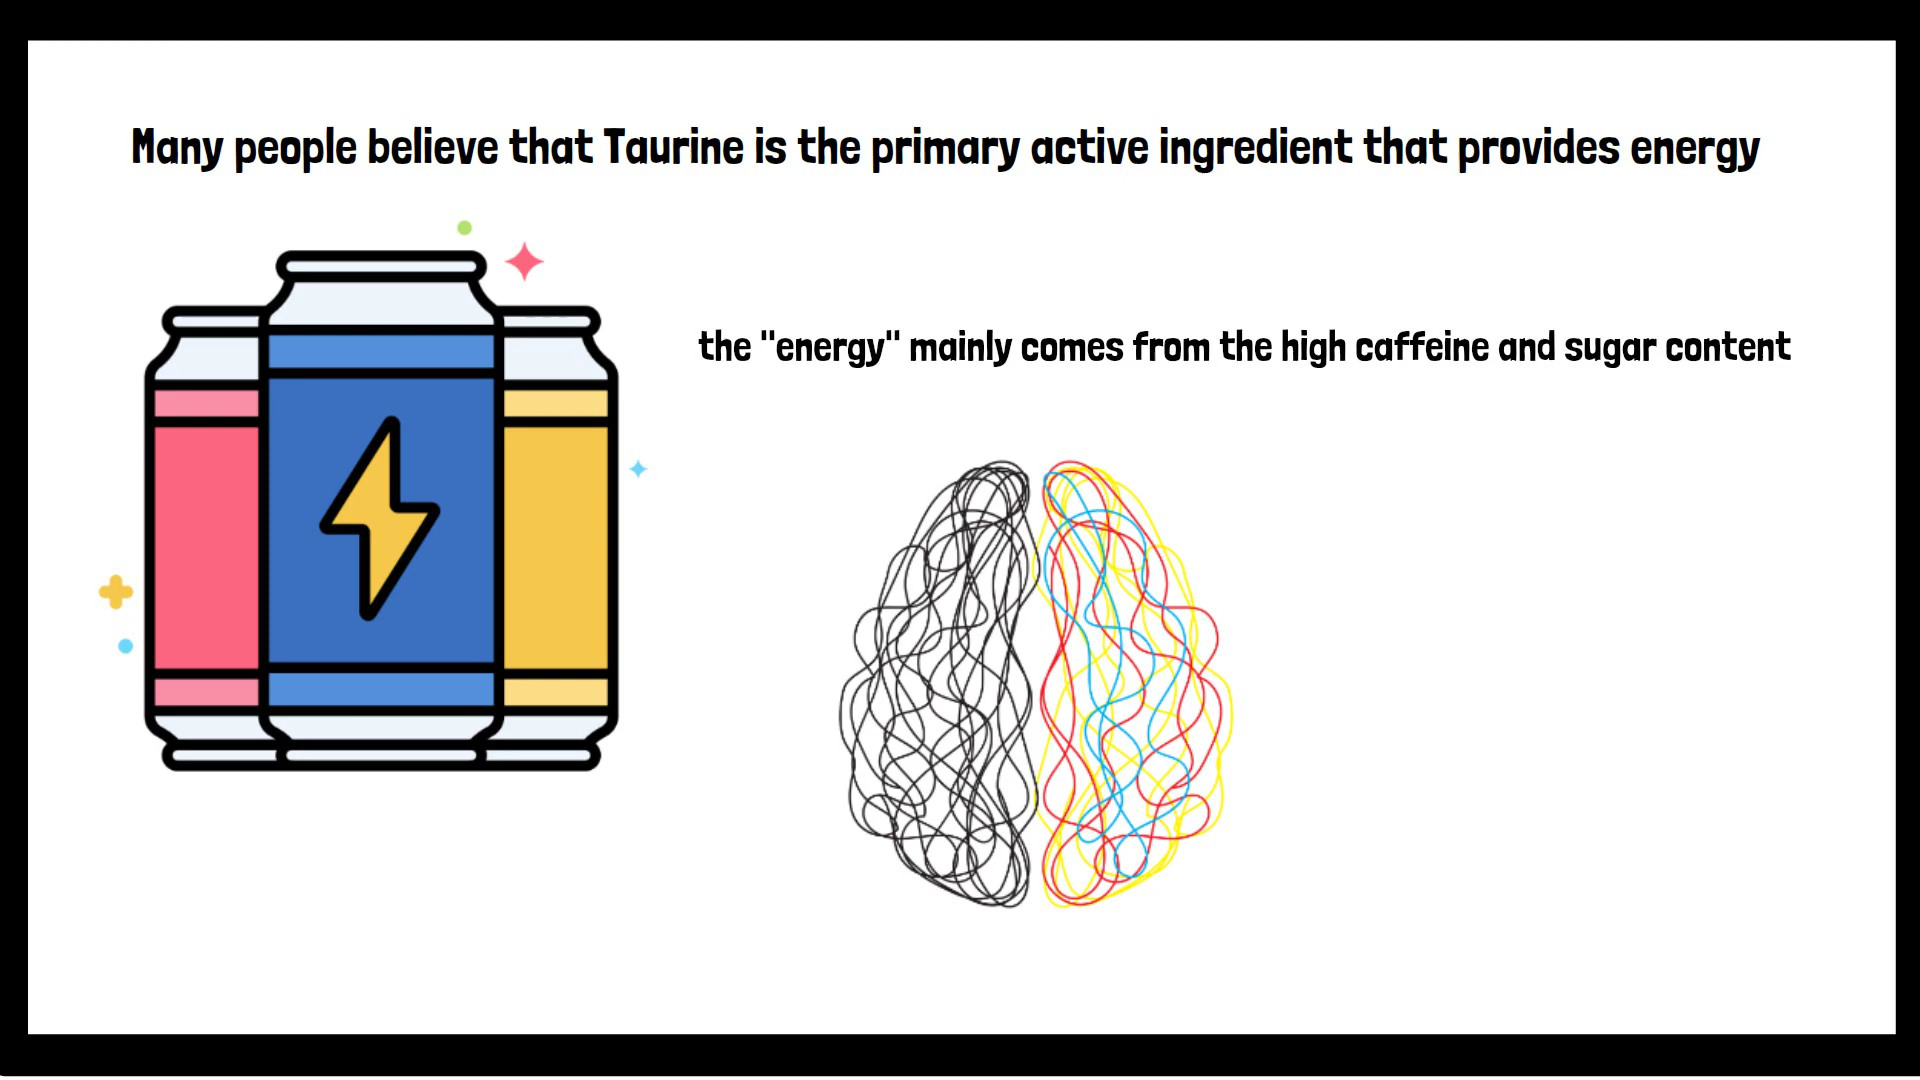 Many people believe that Taurine is the primary active ingredient that provides energy
the "energy" mainly comes from the high caffeine and sugar content